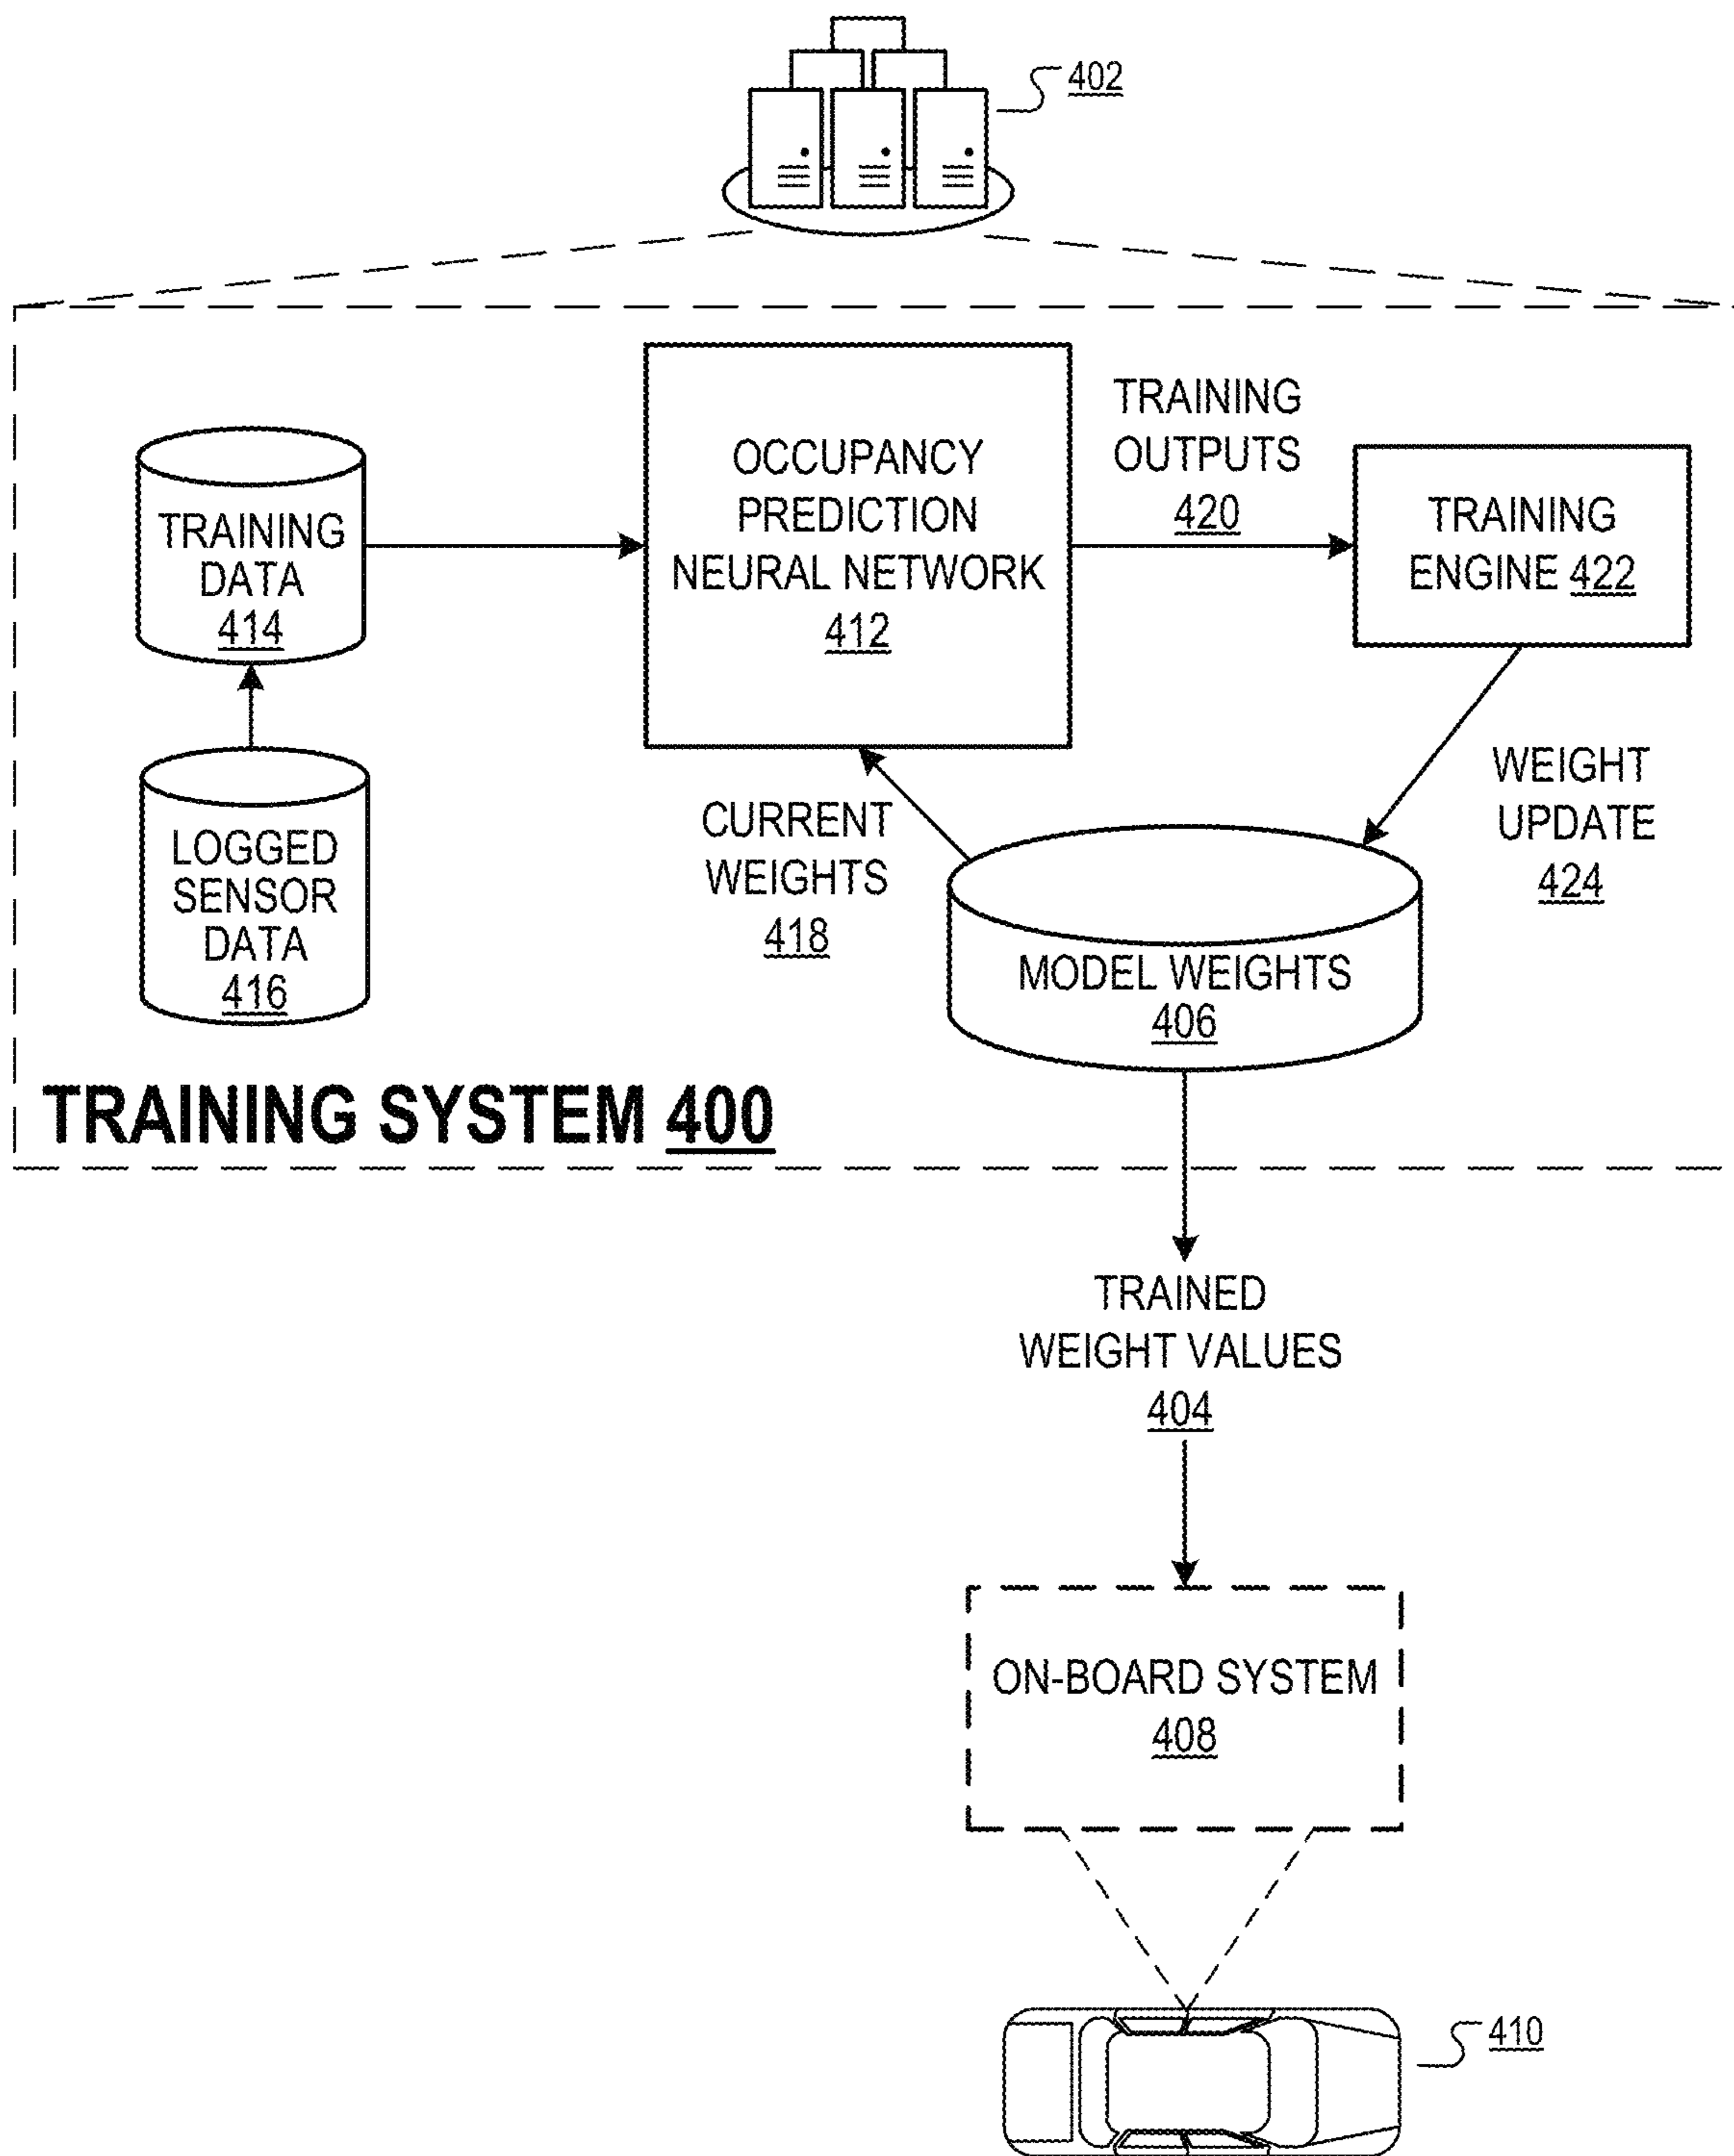 402
TRAINING
DATA
414
LOGGED
SENSOR
DATA
416
OCCUPANCY
PREDICTION
NEURAL NETWORK
412
TRAINING
OUTPUTS
420
TRAINING
ENGINE 422
CURRENT
WEIGHTS
418
WEIGHT
UPDATE
424
MODEL WEIGHTS
406
TRAINING SYSTEM 400
TRAINED
WEIGHT VALUES
404
ON-BOARD SYSTEM
408
410